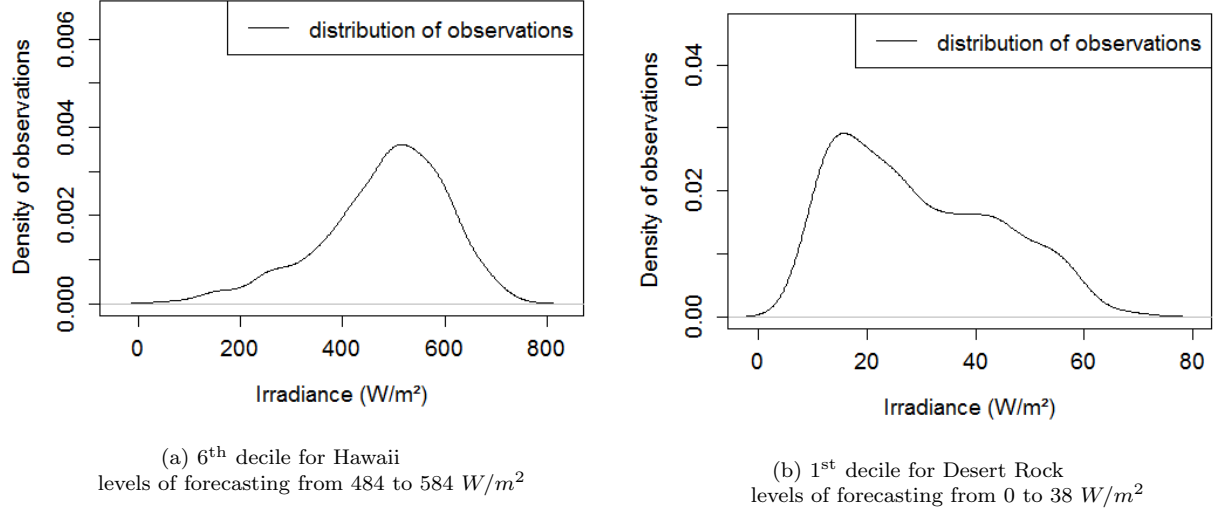 distribution of observations
Density of observations
0.000 0.002 0.004 0.006
0 200 400 600 800
Irradiance (W/m²)
(a) 6th decile for Hawaii
levels of forecasting from 484 to 584 W/m²
distribution of observations
Density of observations
0.00 0.02 0.04
0 20 40 60 80
Irradiance (W/m²)
(b) 1st decile for Desert Rock
levels of forecasting from 0 to 38 W/m²